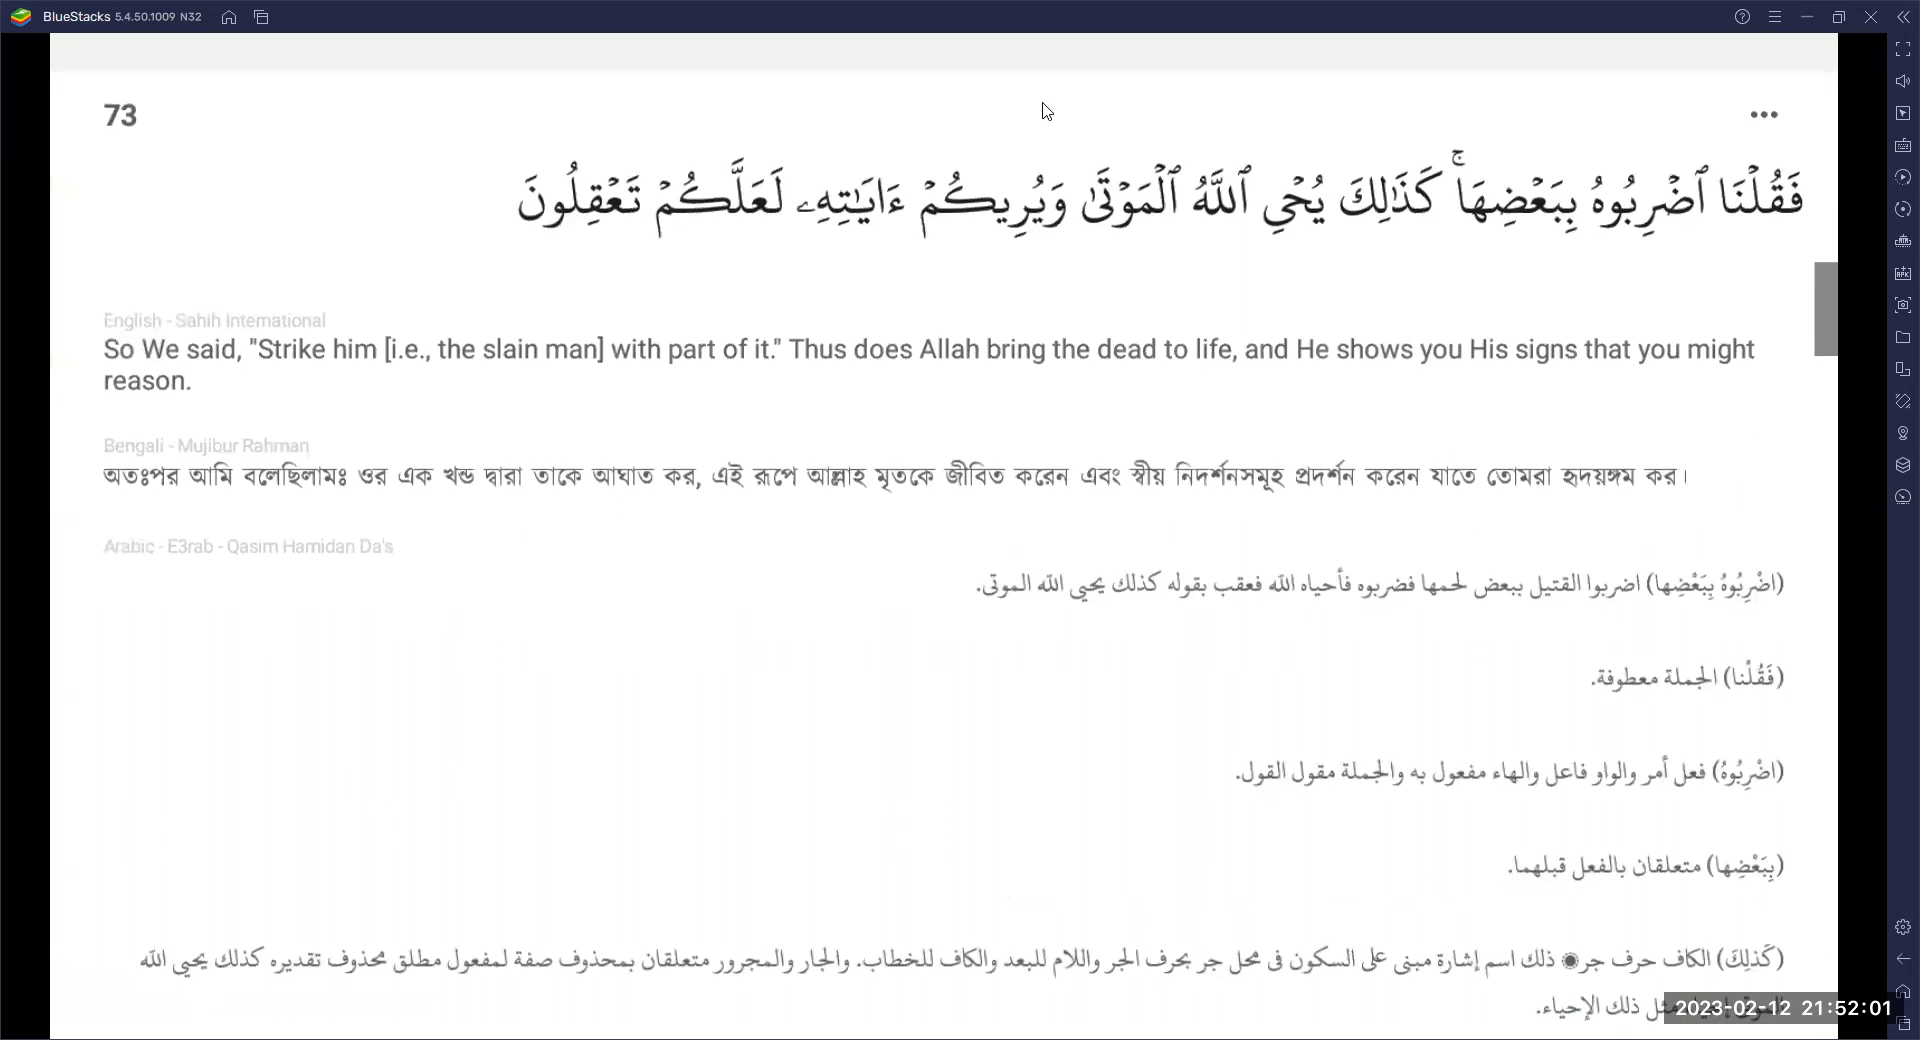 BlueStacks 5.4.50.1009 N32
73
فَقُلْنَا ٱضْرِبُوهُ بِبَعْضِهَاۚ كَذَٰلِكَ يُحْيِ ٱللَّهُ ٱلْمَوْتَىٰ وَيُرِيكُمْ ءَايَٰتِهِۦ لَعَلَّكُمْ تَعْقِلُونَ
English - Sahih International
So We said, "Strike him [i.e., the slain man] with part of it." Thus does Allah bring the dead to life, and He shows you His signs that you might
reason.
Bengali - Mujibur Rahman
অতঃপর আমি বলেছিলামঃ ওর এক খন্ড দ্বারা তাকে আঘাত কর, এই রূপে আল্লাহ মৃতকে জীবিত করেন এবং স্বীয় নিদর্শনসমূহ প্রদর্শন করেন যাতে তোমরা হৃদয়ঙ্গম কর।
Arabic - E3rab - Qasim Hamidan Da's
(اضْرِبُوهُ بِبَعْضِها) اضربوا القتيل ببعض لحمها فضربوه فأحياه الله فعقب بقوله كذلك يحيي الله الموتى.
(فَقُلْنا) الجملة معطوفة.
(اضْرِبُوهُ) فعل أمر والواو فاعل والهاء مفعول به والجملة مقول القول.
(بِبَعْضِها) متعلقان بالفعل قبلهما.
(كَذلِكَ) الكاف حرف جر◉ ذلك اسم إشارة مبني على السكون في محل جر بحرف الجر واللام للبعد والكاف للخطاب. والجار والمجرور متعلقان بمحذوف صفة لمفعول مطلق محذوف تقديره كذلك يحيي الله
مثل ذلك الإحياء.
2023-02-12 21:52:01